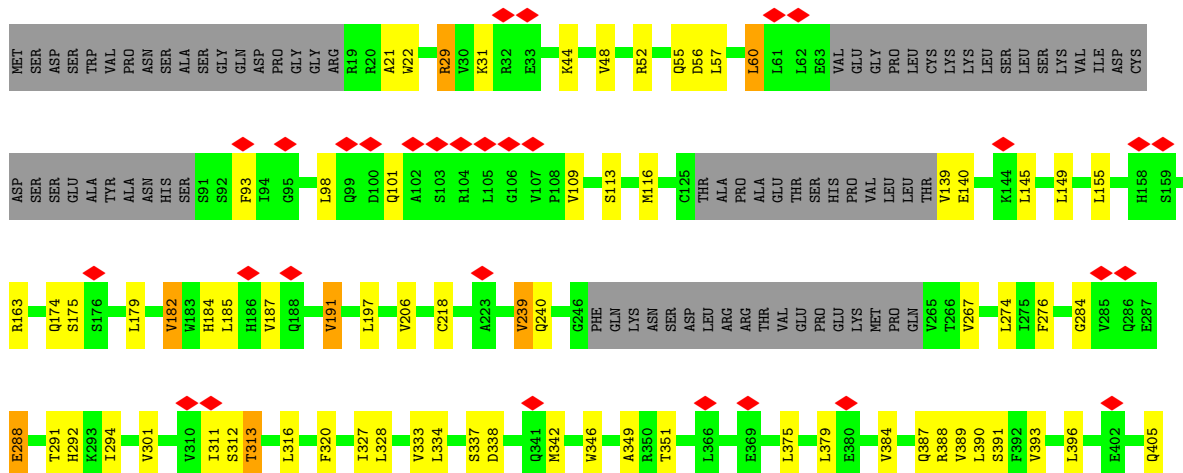 MET SER ASP SER TRP VAL PRO ASN SER ALA SER GLY GLN ASP PRO GLY GLY ARG R19 R20 A21 W22 R29 V30 K31 R32 E33 K44 V48 R52 Q55 D56 L57 L60 L61 L62 E63 VAL GLU GLY PRO LEU CYS LYS LYS LEU SER LEU SER LYS VAL ILE ASP CYS
ASP SER SER GLU ALA TYR ALA ASN HIS SER S91 S92 F93 I94 G95 L98 Q99 D100 Q101 A102 S103 R104 L105 G106 V107 P108 V109 S113 M116 C125 THR ALA PRO ALA GLU THR SER HIS PRO VAL LEU LEU THR V139 E140 K144 L145 L149 L155 H158 S159
R163 Q174 S175 S176 L179 V182 W183 H184 L185 H186 V187 Q188 V191 L197 V206 C218 A223 V239 Q240 G246 PHE GLN LYS ASN SER ASP LEU ARG ARG THR VAL GLU PRO GLU LYS MET PRO GLN V265 T266 V267 L274 I275 F276 G284 V285 Q286 E287
E288 T291 H292 K293 I294 V301 V310 I311 S312 T313 L316 F320 I327 L328 V333 L334 S337 D338 Q341 M342 W346 A349 R350 T351 L366 E369 L375 L379 E380 V384 Q387 R388 V389 L390 S391 F392 V393 L396 E402 Q405